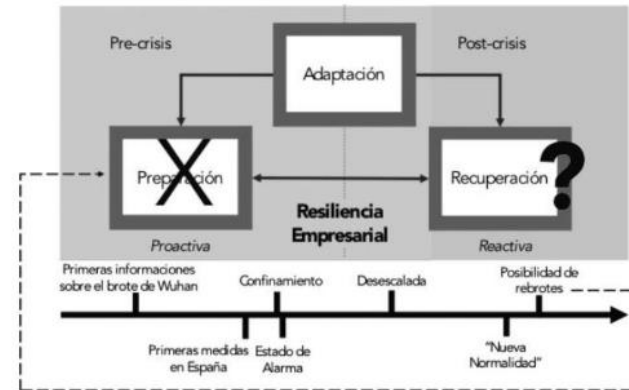 Pre-crisis
Post-crisis
Adaptación
Preparación
Recuperación
?
Resiliencia
Empresarial
Proactiva
Reactiva
Primeras informaciones
sobre el brote de Wuhan
Confinamiento
Desescalada
Posibilidad de
rebrotes
Primeras medidas
en España
Estado de
Alarma
"Nueva
Normalidad"